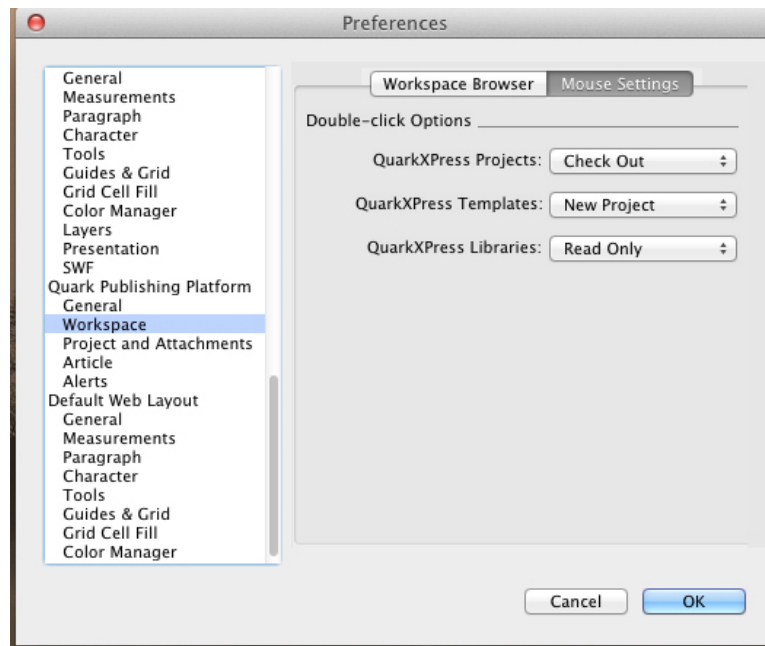 Preferences
General
Measurements
Paragraph
Character
Tools
Guides & Grid
Grid Cell Fill
Color Manager
Layers
Presentation
SWF
Quark Publishing Platform
General
Workspace
Project and Attachments
Article
Alerts
Default Web Layout
General
Measurements
Paragraph
Character
Tools
Guides & Grid
Grid Cell Fill
Color Manager
Workspace Browser Mouse Settings
Double-click Options
QuarkXPress Projects: Check Out
QuarkXPress Templates: New Project
QuarkXPress Libraries: Read Only
Cancel OK